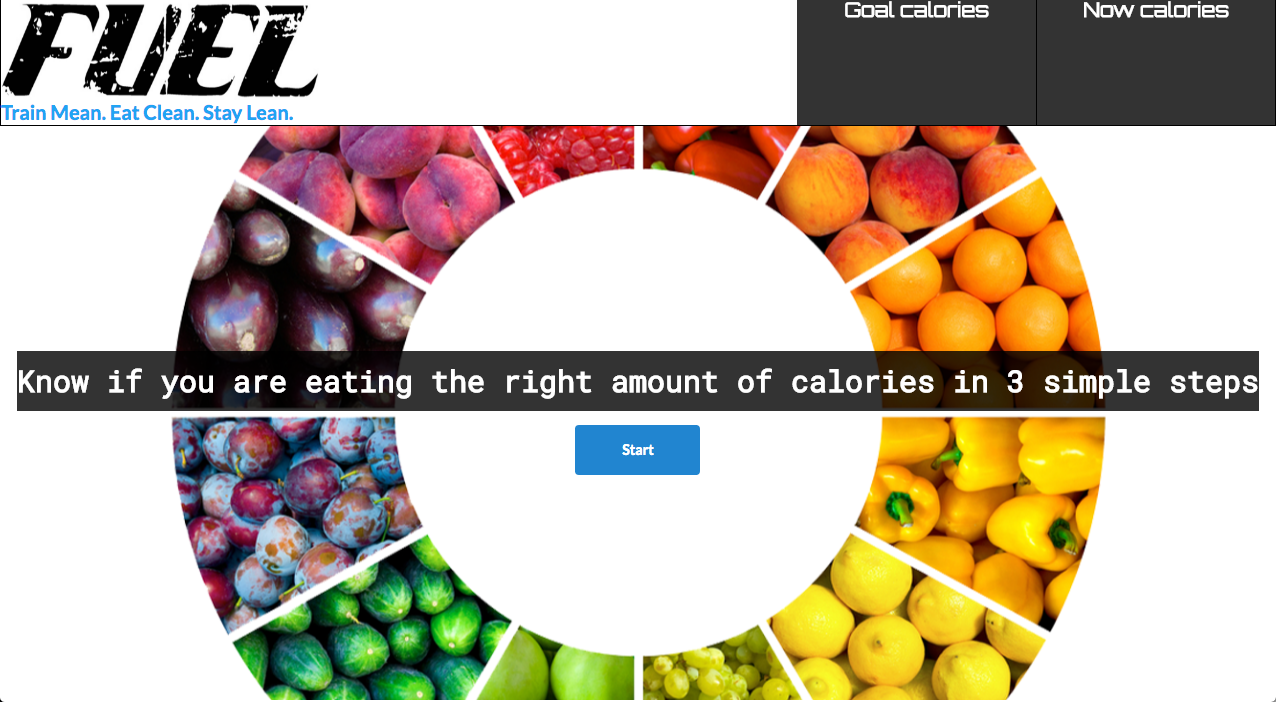 FUEL
Train Mean. Eat Clean. Stay Lean.
Goal calories
Now calories
Know if you are eating the right amount of calories in 3 simple steps
Start